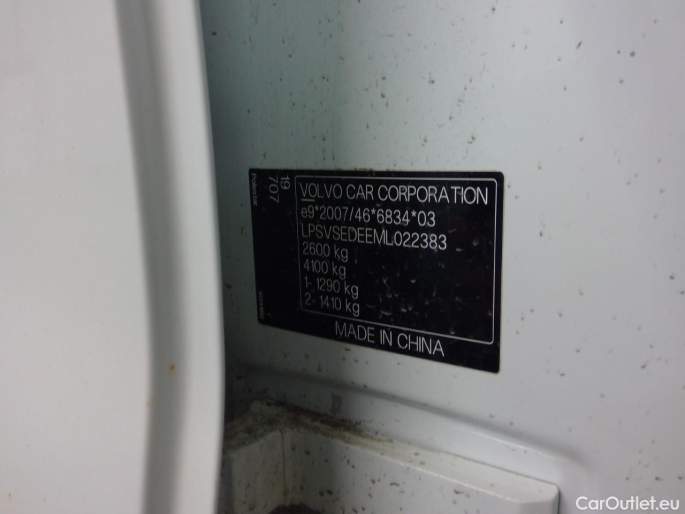 19
707
Polestar
VOLVO CAR CORPORATION
e9*2007/46*6834*03
LPSVSEDEEML022383
2600 kg
4100 kg
1- 1290 kg
2- 1410 kg
MADE IN CHINA
CarOutlet.eu